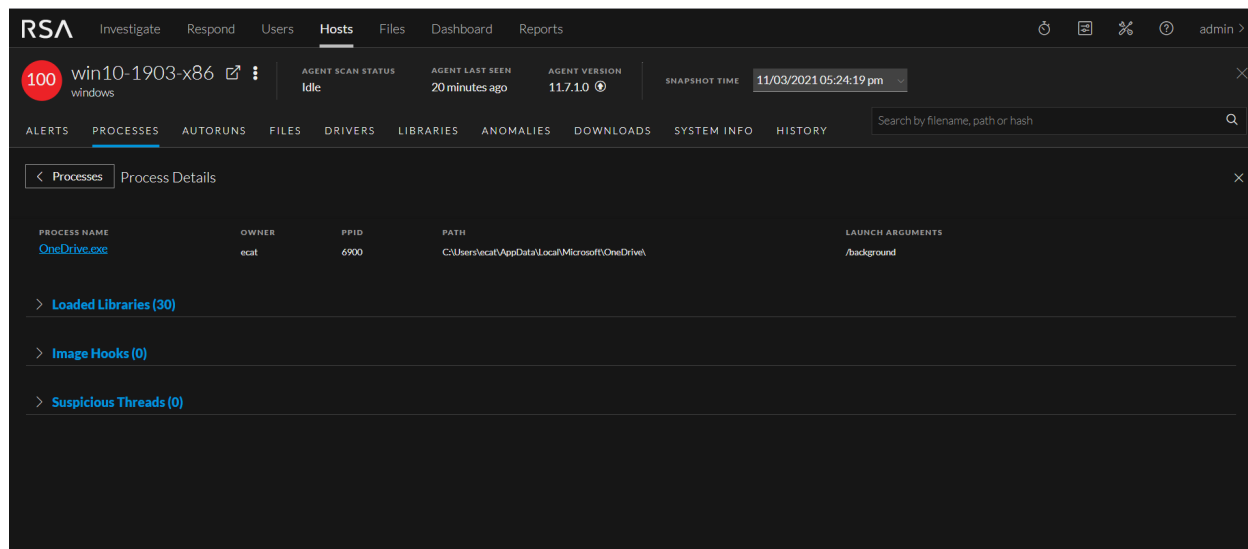 RSA Investigate Respond Users Hosts Files Dashboard Reports admin >
100 win10-1903-x86
windows
AGENT SCAN STATUS
Idle
AGENT LAST SEEN
20 minutes ago
AGENT VERSION
11.7.1.0
SNAPSHOT TIME 11/03/2021 05:24:19 pm
ALERTS PROCESSES AUTORUNS FILES DRIVERS LIBRARIES ANOMALIES DOWNLOADS SYSTEM INFO HISTORY
Search by filename, path or hash
< Processes Process Details
PROCESS NAME OWNER PPID PATH LAUNCH ARGUMENTS
OneDrive.exe ecat 6900 C:\Users\ecat\AppData\Local\Microsoft\OneDrive\ /background
> Loaded Libraries (30)
> Image Hooks (0)
> Suspicious Threads (0)